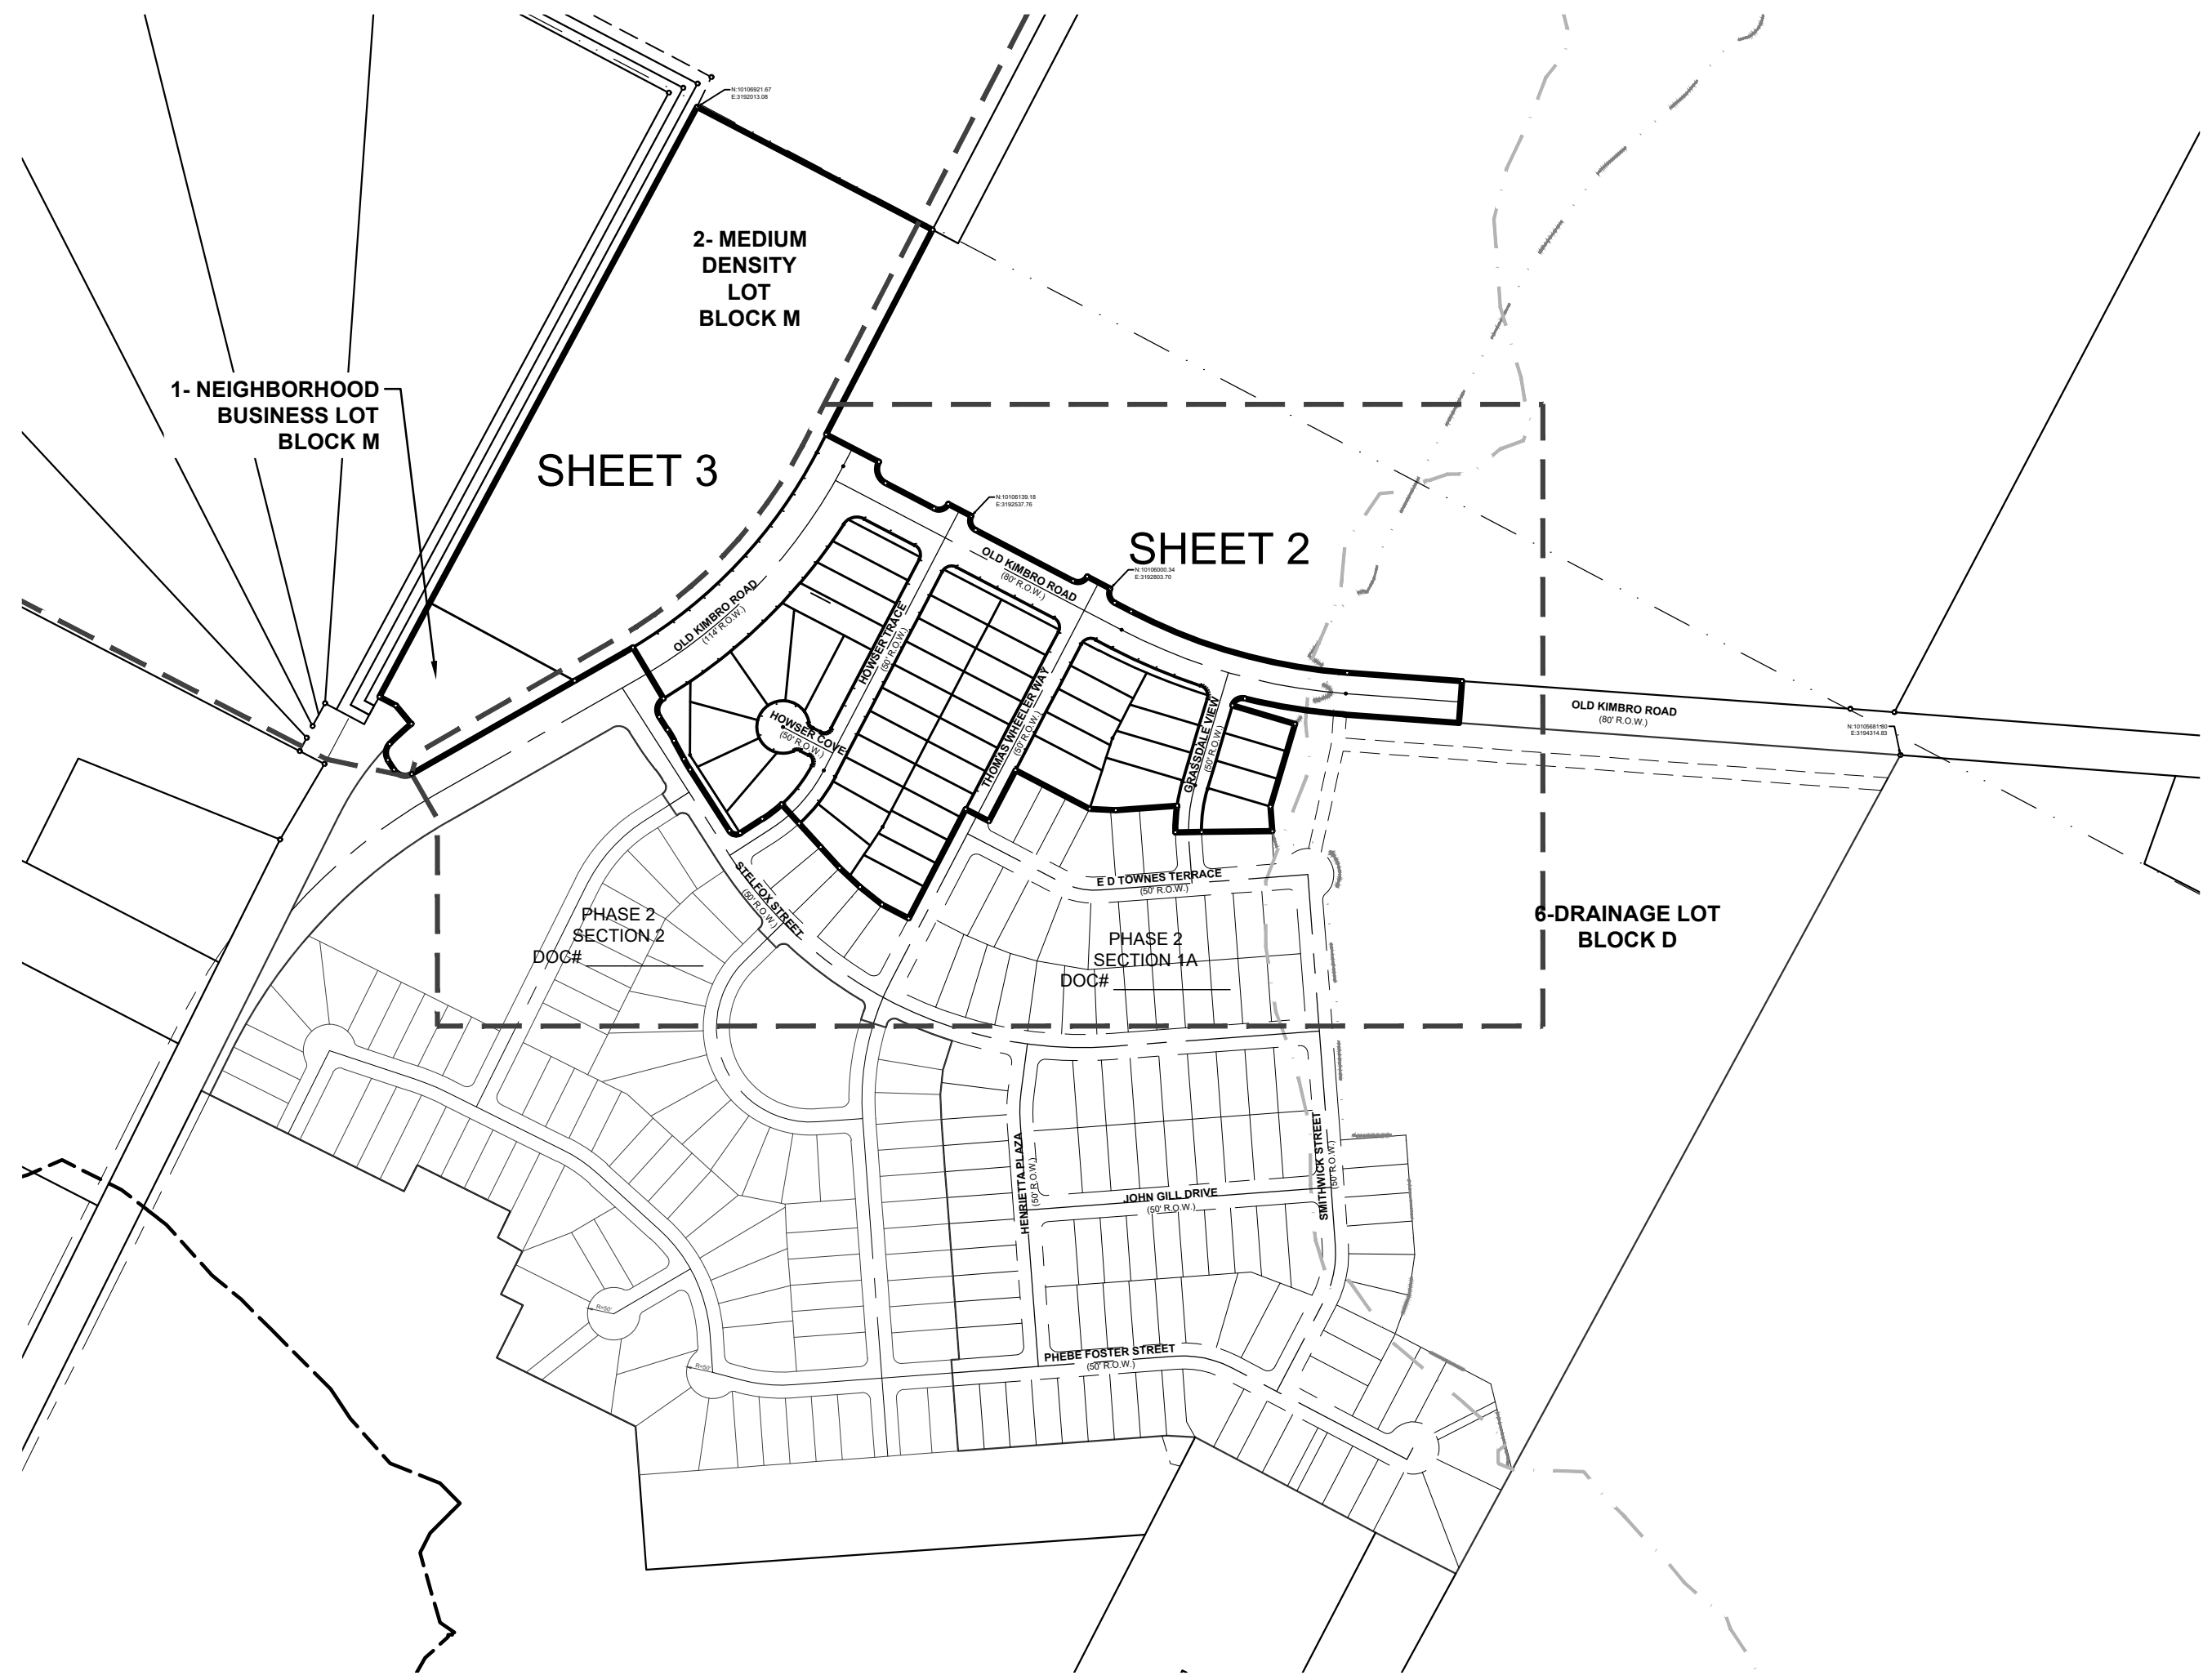 N:10106921.67
E:3192013.08
2- MEDIUM
DENSITY
LOT
BLOCK M
1- NEIGHBORHOOD
BUSINESS LOT
BLOCK M
SHEET 3
N:10106139.18
E:3192537.76
SHEET 2
OLD KIMBRO ROAD
(80' R.O.W.)
N:10106000.34
E:3192803.70
OLD KIMBRO ROAD
(114' R.O.W.)
HOWSER TRACE
(50' R.O.W.)
HOWSER COVE
(50' R.O.W.)
THOMAS WHEELER WAY
(50' R.O.W.)
GRASSDALE VIEW
(50' R.O.W.)
OLD KIMBRO ROAD
(80' R.O.W.)
N:10105681.80
E:3194314.83
STELFOX STREET
(50' R.O.W.)
E D TOWNES TERRACE
(50' R.O.W.)
PHASE 2
SECTION 2
DOC#
PHASE 2
SECTION 1A
DOC#
6-DRAINAGE LOT
BLOCK D
HENRIETTA PLAZA
(50' R.O.W.)
JOHN GILL DRIVE
(50' R.O.W.)
SMITHWICK STREET
(50' R.O.W.)
R=50'
PHEBE FOSTER STREET
(50' R.O.W.)
R=50'